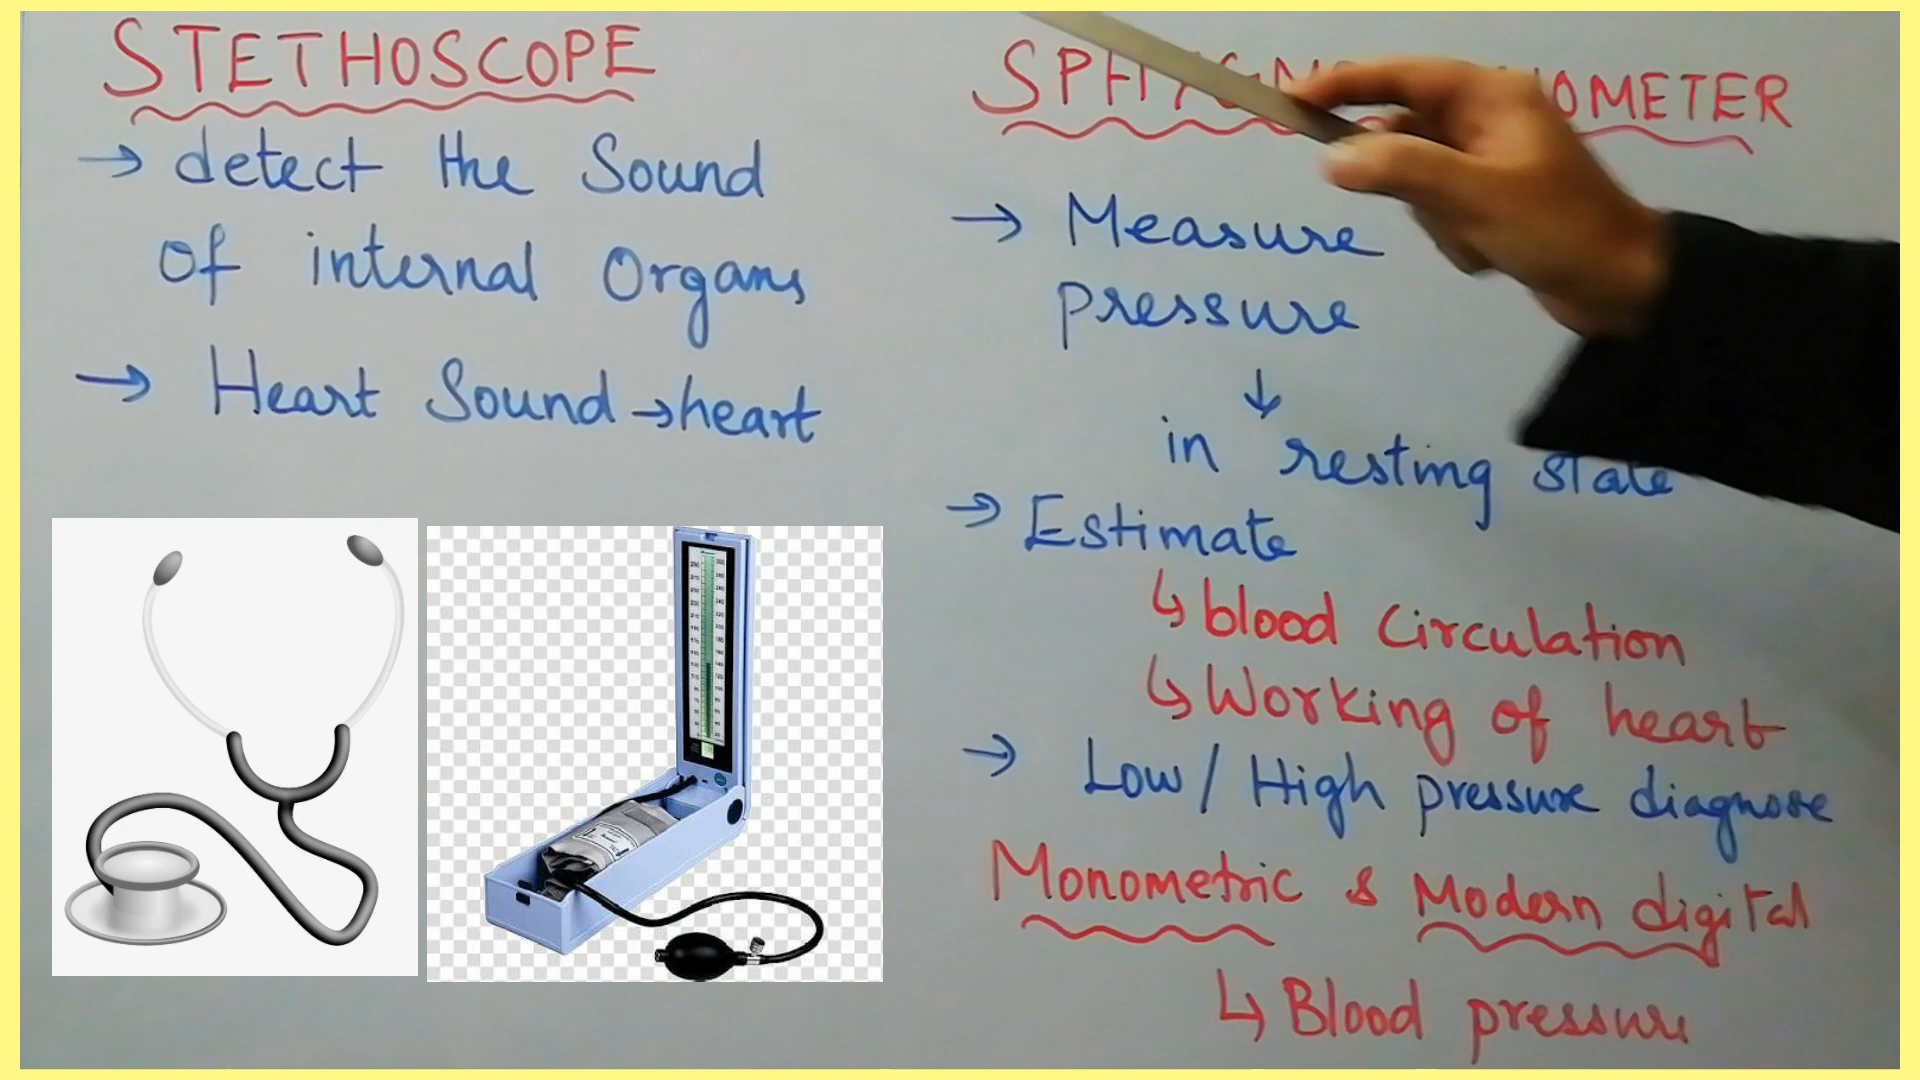 STETHOSCOPE
→ detect the Sound
of internal Organs
→ Heart Sound → heart
→ Measure
pressure
↓
in resting state
→ Estimate
↳ blood Circulation
↳ Working of heart
→ Low / High pressure diagnose
Monometric & Modern digital
↳ Blood pressure